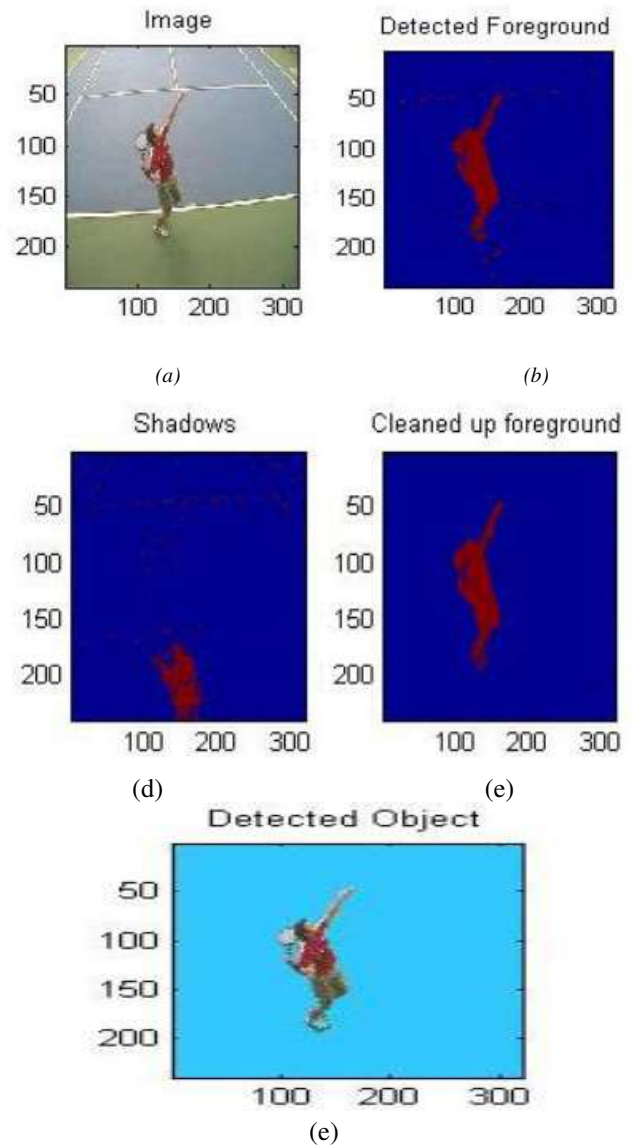 Image Detected Foreground
50 50
100 100
150 150
200 200
100 200 300 100 200 300
(a) (b)
Shadows Cleaned up foreground
50 50
100 100
150 150
200 200
100 200 300 100 200 300
(d) (e)
Detected Object
50
100
150
200
100 200 300
(e)